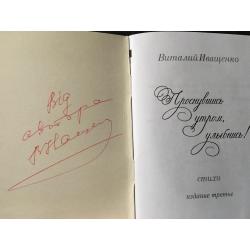 Від
автора
Виталий Иващенко
Проснувшись
утром,
улыбнись!
стихи
издание третье